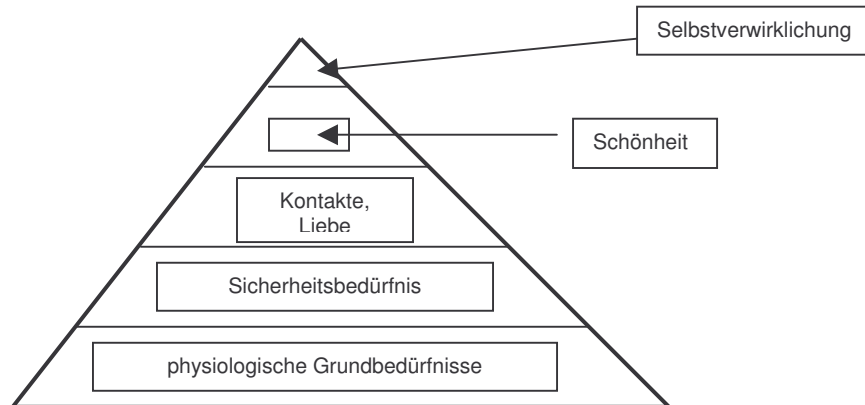 Selbstverwirklichung
Schönheit
Kontakte,
Liebe
Sicherheitsbedürfnis
physiologische Grundbedürfnisse